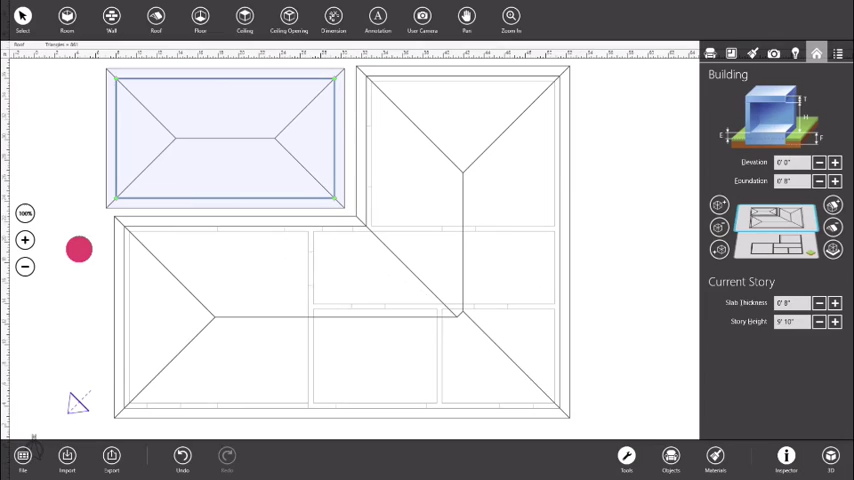 Select Room Wall Roof Floor Ceiling Ceiling Opening Dimension Annotation User Camera Pan Zoom In
Roof
Building
T
H
E
F
Elevation 0' 0"
Foundation 0' 8"
100%
Current Story
Slab Thickness 0' 8"
Story Height 9' 10"
File Import Export Undo Redo Tools Objects Materials Inspector 3D